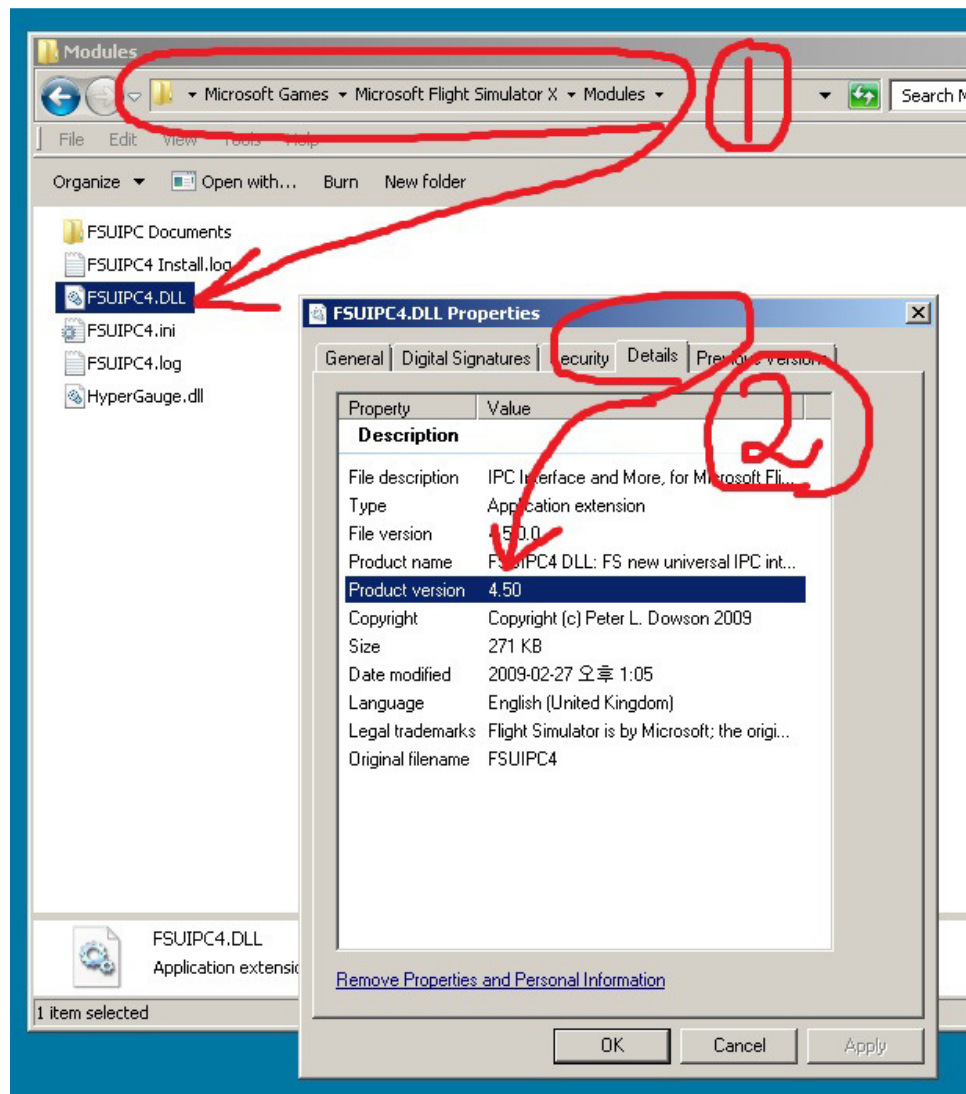 Modules
Microsoft Games Microsoft Flight Simulator X Modules
1
Search M
File Edit View Tools Help
Organize Open with... Burn New folder
FSUIPC Documents
FSUIPC4 Install.log
FSUIPC4.DLL
FSUIPC4.ini
FSUIPC4.log
HyperGauge.dll
FSUIPC4.DLL Properties
General Digital Signatures Security Details Previous Versions
2
Property Value
Description
File description IPC Interface and More, for Microsoft Fli...
Type Application extension
File version 4.5.0.0
Product name FSUIPC4 DLL: FS new universal IPC int...
Product version 4.50
Copyright Copyright (c) Peter L. Dowson 2009
Size 271 KB
Date modified 2009-02-27 오후 1:05
Language English (United Kingdom)
Legal trademarks Flight Simulator is by Microsoft; the origi...
Original filename FSUIPC4
Remove Properties and Personal Information
OK Cancel Apply
FSUIPC4.DLL
Application extensio
1 item selected